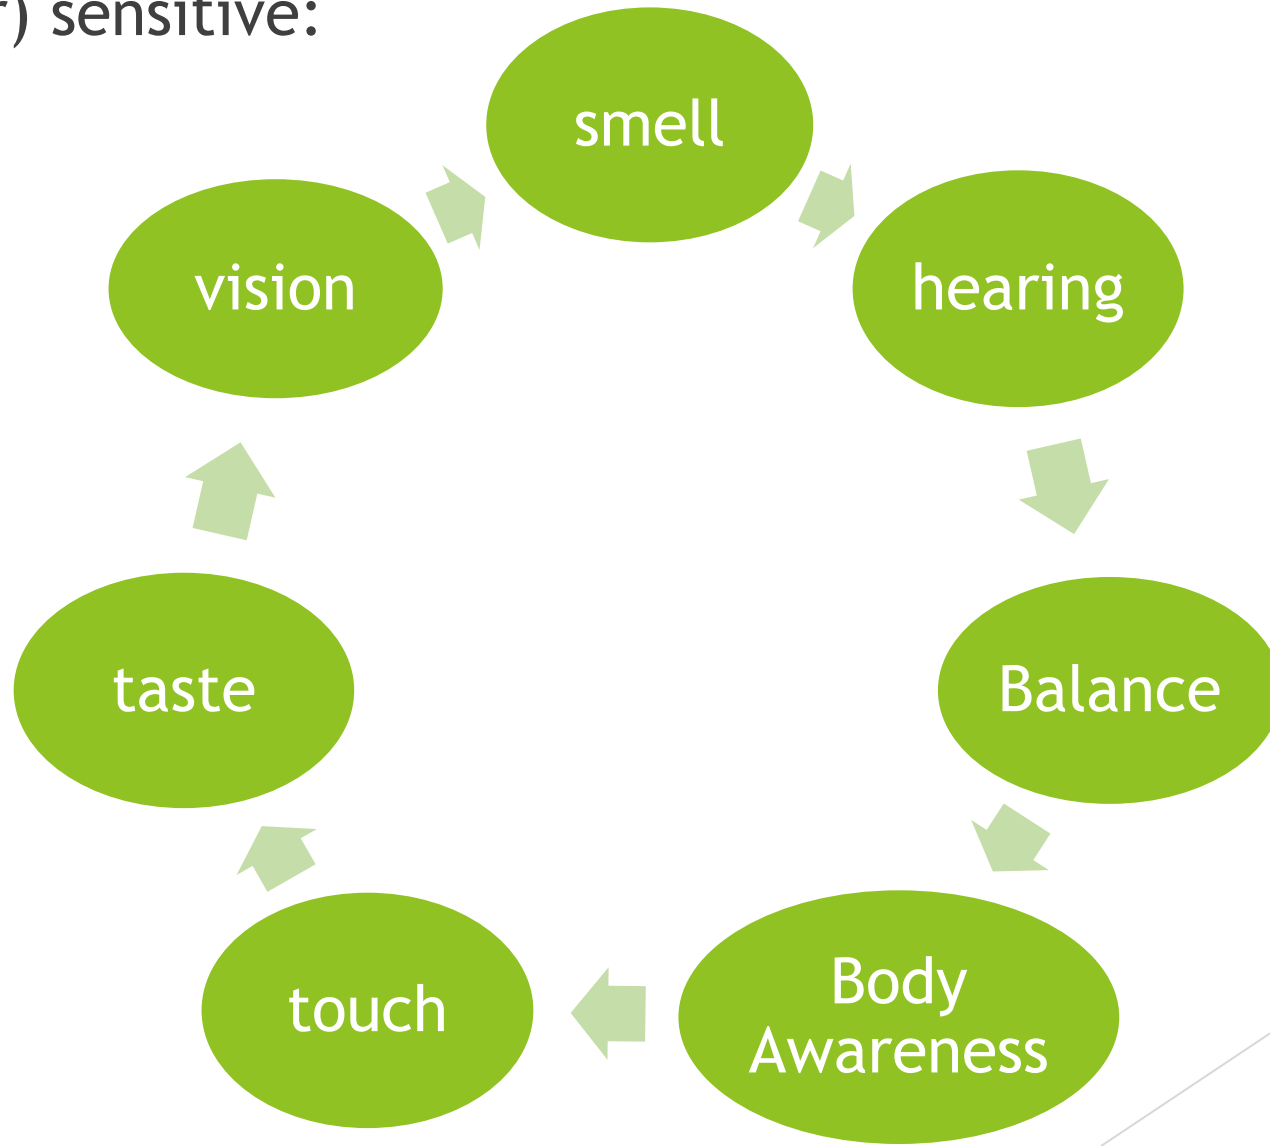 r) sensitive:
smell
hearing
Balance
Body
Awareness
touch
taste
vision